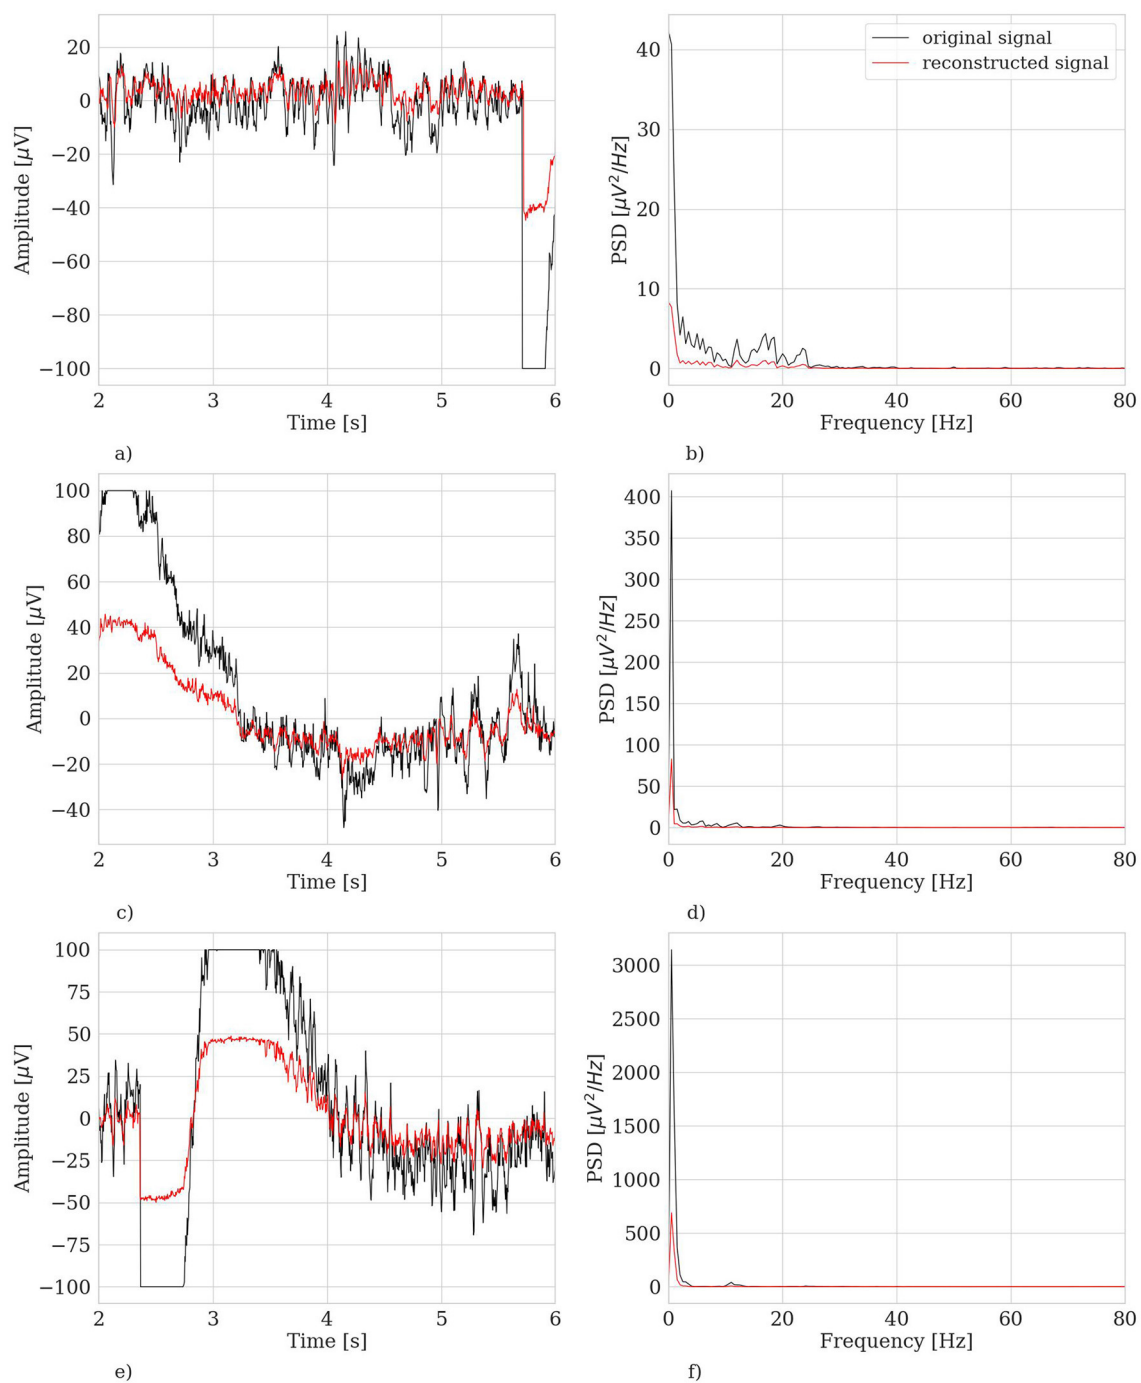 20
0
−20
−40
−60
−80
−100
Amplitude [μV]
2 3 4 5 6
Time [s]
a)
40
30
20
10
0
PSD [μV²/Hz]
original signal
reconstructed signal
0 20 40 60 80
Frequency [Hz]
b)
100
80
60
40
20
0
−20
−40
Amplitude [μV]
2 3 4 5 6
Time [s]
c)
400
350
300
250
200
150
100
50
0
PSD [μV²/Hz]
0 20 40 60 80
Frequency [Hz]
d)
100
75
50
25
0
−25
−50
−75
−100
Amplitude [μV]
2 3 4 5 6
Time [s]
e)
3000
2500
2000
1500
1000
500
0
PSD [μV²/Hz]
0 20 40 60 80
Frequency [Hz]
f)